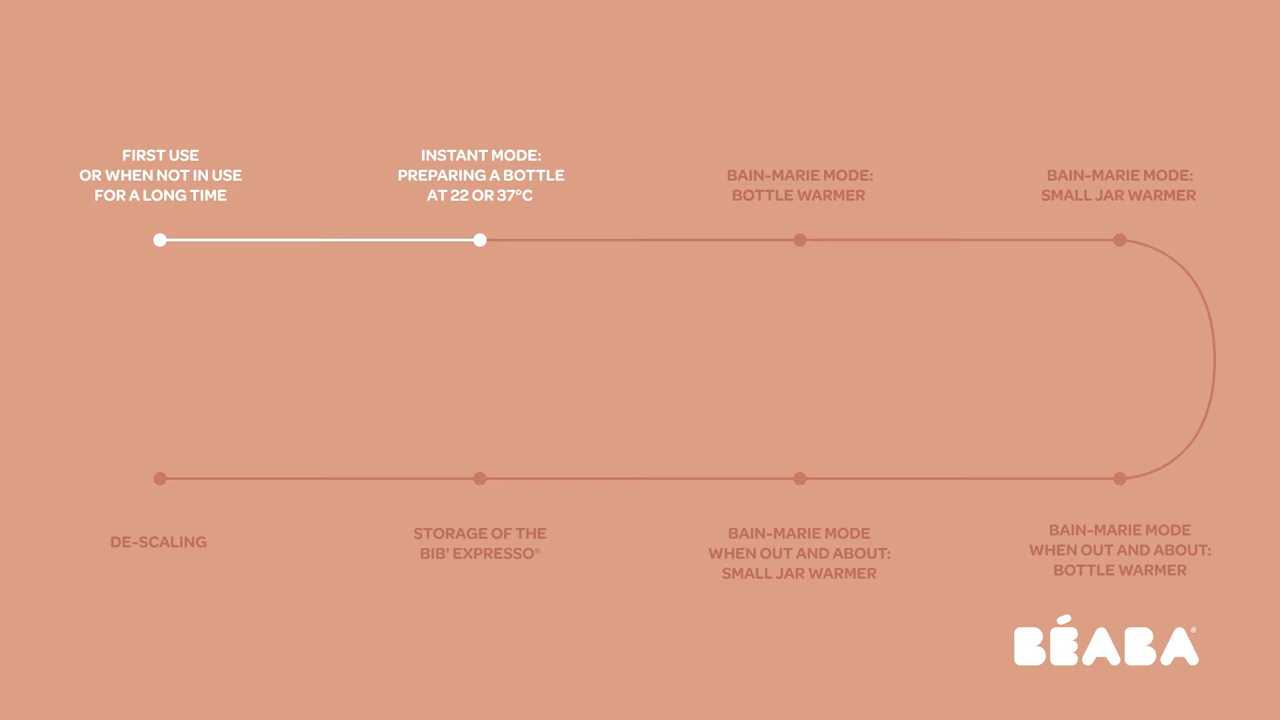 FIRST USE
OR WHEN NOT IN USE
FOR A LONG TIME
INSTANT MODE:
PREPARING A BOTTLE
AT 22 OR 37°C
BAIN-MARIE MODE:
BOTTLE WARMER
BAIN-MARIE MODE:
SMALL JAR WARMER
DE-SCALING
STORAGE OF THE
BIB' EXPRESSO®
BAIN-MARIE MODE
WHEN OUT AND ABOUT:
SMALL JAR WARMER
BAIN-MARIE MODE
WHEN OUT AND ABOUT:
BOTTLE WARMER
BÉABA®